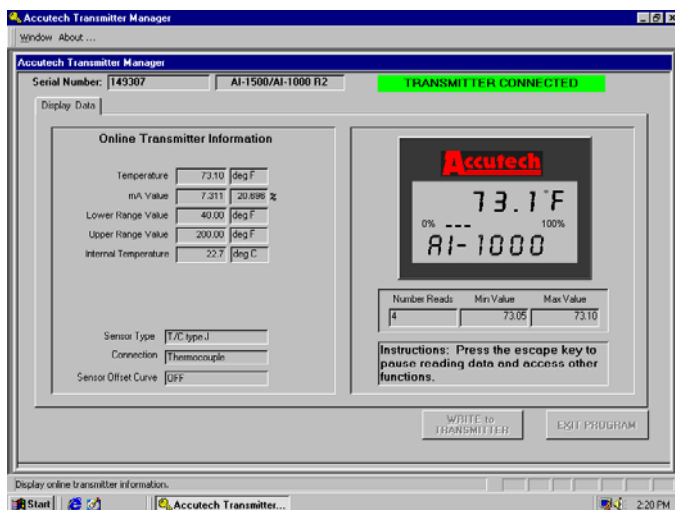 Accutech Transmitter Manager
Window About ...
Accutech Transmitter Manager
Serial Number: 149307 AI-1500/AI-1000 R2 TRANSMITTER CONNECTED
Display Data
Online Transmitter Information
Temperature 73.10 deg F
mA Value 7.311 20.696 %
Lower Range Value 40.00 deg F
Upper Range Value 200.00 deg F
Internal Temperature 22.7 deg C
Sensor Type T/C type J
Connection Thermocouple
Sensor Offset Curve OFF
Accutech
73.1°F
0% 100%
AI-1000
Number Reads Min Value Max Value
4 73.05 73.10
Instructions: Press the escape key to
pause reading data and access other
functions.
WRITE to
TRANSMITTER
EXIT PROGRAM
Display online transmitter information.
Start Accutech Transmitter... 2:20 PM